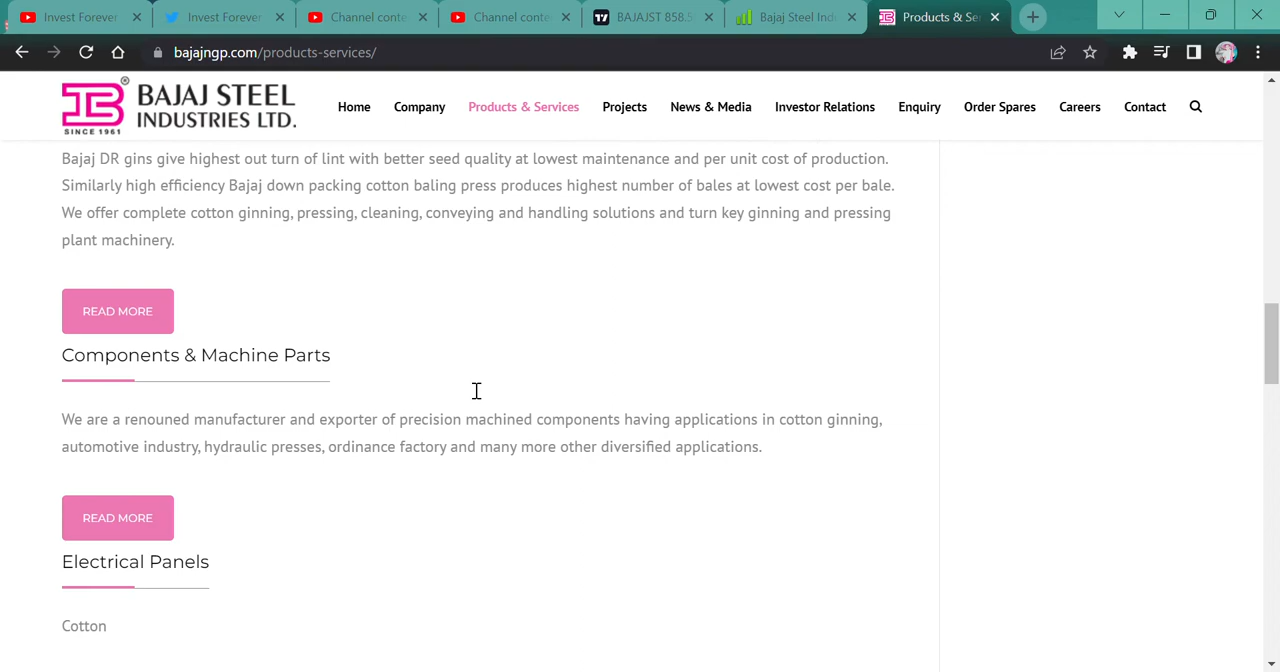 Invest Forever
Invest Forever
Channel conte
Channel conte
BAJAJST 858.5
Bajaj Steel Ind
Products & Se
bajajngp.com/products-services/
BAJAJ STEEL
INDUSTRIES LTD.
SINCE 1961
Home
Company
Products & Services
Projects
News & Media
Investor Relations
Enquiry
Order Spares
Careers
Contact
Bajaj DR gins give highest out turn of lint with better seed quality at lowest maintenance and per unit cost of production.
Similarly high efficiency Bajaj down packing cotton baling press produces highest number of bales at lowest cost per bale.
We offer complete cotton ginning, pressing, cleaning, conveying and handling solutions and turn key ginning and pressing
plant machinery.
READ MORE
Components & Machine Parts
We are a renouned manufacturer and exporter of precision machined components having applications in cotton ginning,
automotive industry, hydraulic presses, ordinance factory and many more other diversified applications.
READ MORE
Electrical Panels
Cotton